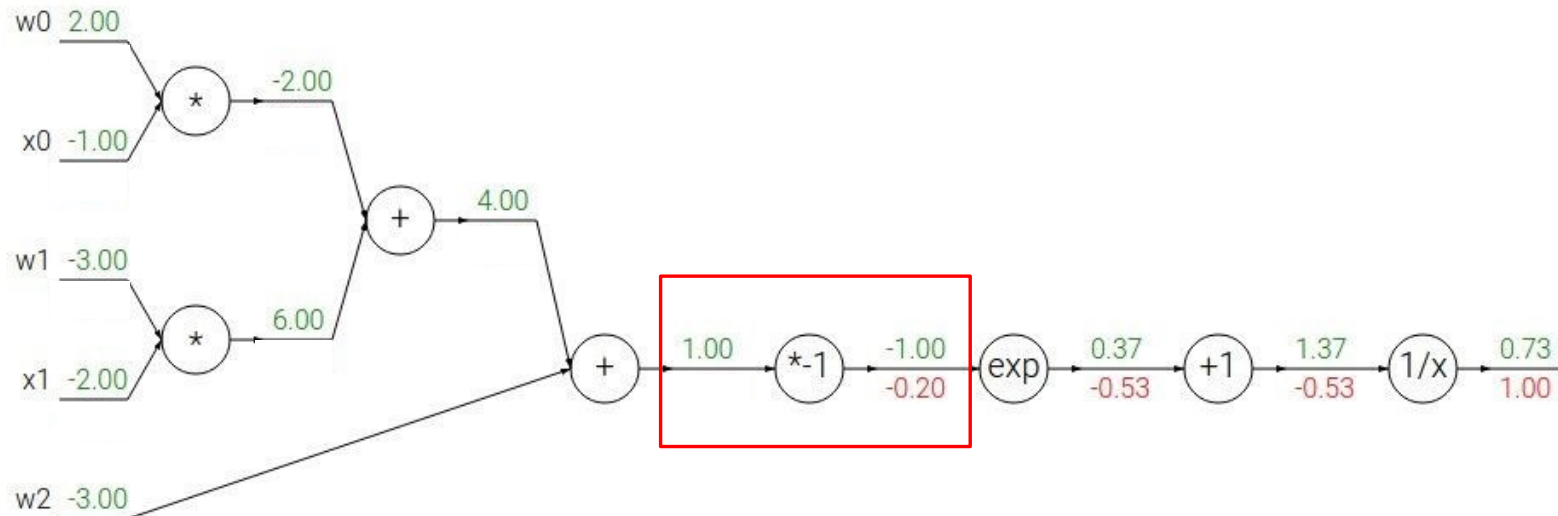 w0 2.00
-2.00
*
x0 -1.00
4.00
+
w1 -3.00
6.00
*
x1 -2.00
1.00 -1.00 0.37 1.37 0.73
+ *-1 exp +1 1/x
-0.20 -0.53 -0.53 1.00
w2 -3.00